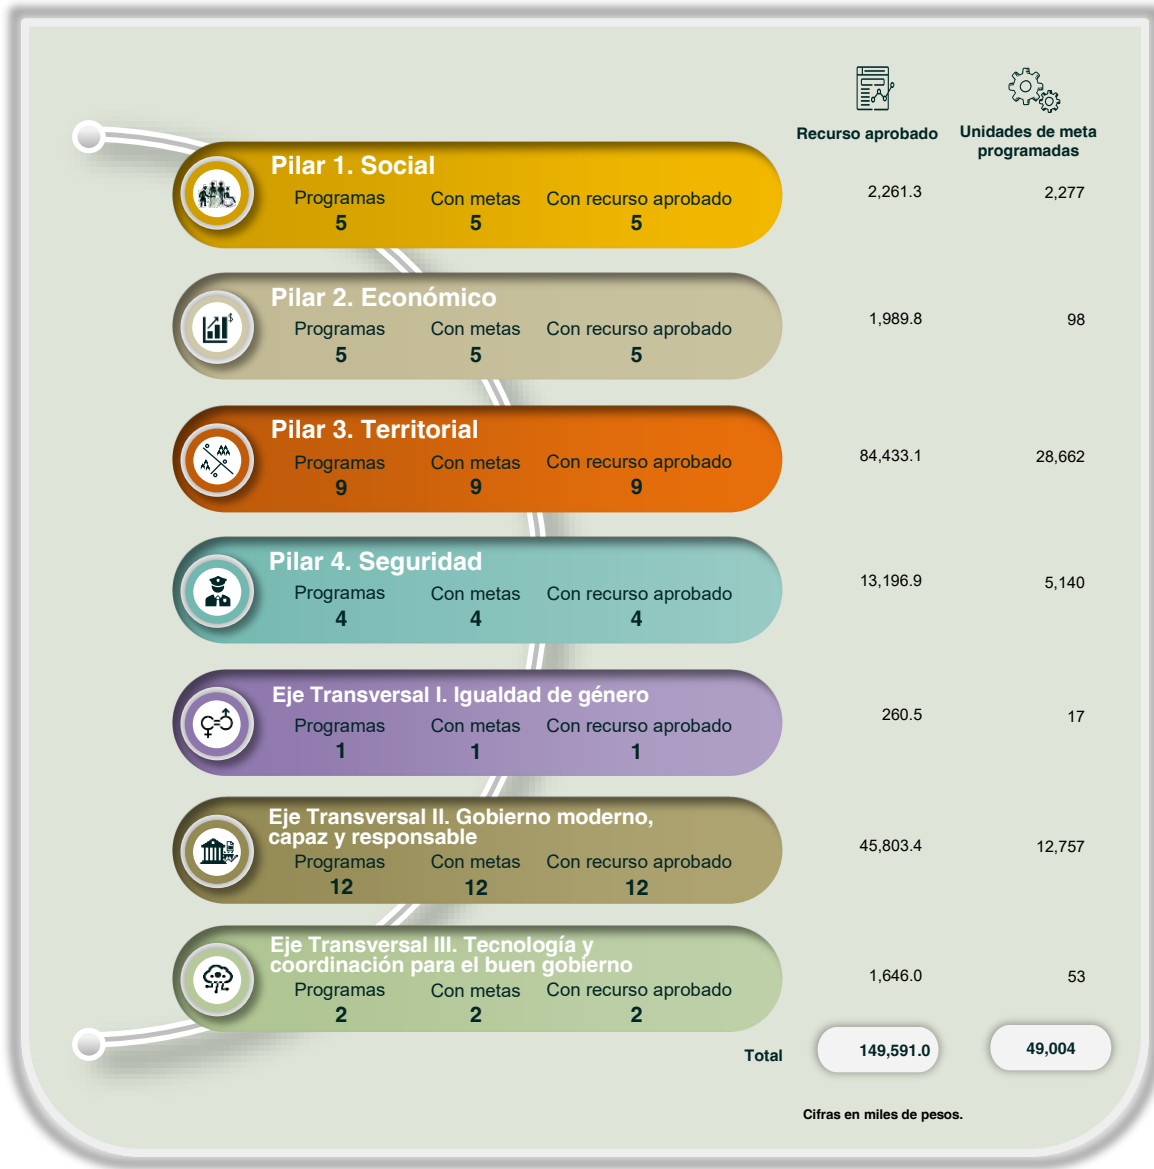 Recurso aprobado
Unidades de meta
programadas
Pilar 1. Social
Programas Con metas Con recurso aprobado
5 5 5
2,261.3 2,277
Pilar 2. Económico
Programas Con metas Con recurso aprobado
5 5 5
1,989.8 98
Pilar 3. Territorial
Programas Con metas Con recurso aprobado
9 9 9
84,433.1 28,662
Pilar 4. Seguridad
Programas Con metas Con recurso aprobado
4 4 4
13,196.9 5,140
Eje Transversal I. Igualdad de género
Programas Con metas Con recurso aprobado
1 1 1
260.5 17
Eje Transversal II. Gobierno moderno,
capaz y responsable
Programas Con metas Con recurso aprobado
12 12 12
45,803.4 12,757
Eje Transversal III. Tecnología y
coordinación para el buen gobierno
Programas Con metas Con recurso aprobado
2 2 2
1,646.0 53
Total 149,591.0 49,004
Cifras en miles de pesos.